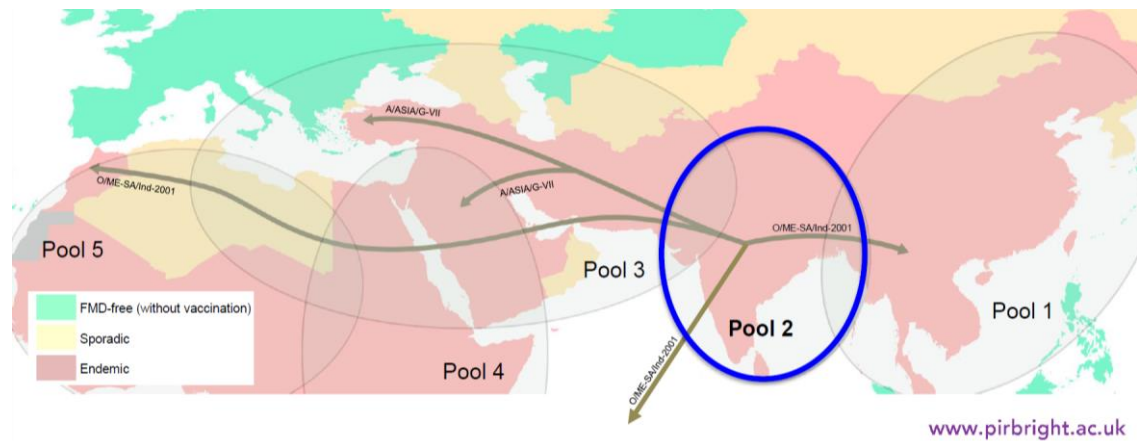 A/ASIA/G-VII
A/ASIA/G-VII
O/ME-SA/Ind-2001
O/ME-SA/Ind-2001
Pool 5
Pool 3
Pool 1
FMD-free (without vaccination)
Pool 2
Sporadic
Pool 4
Endemic
O/ME-SA/Ind-2001
www.pirbright.ac.uk